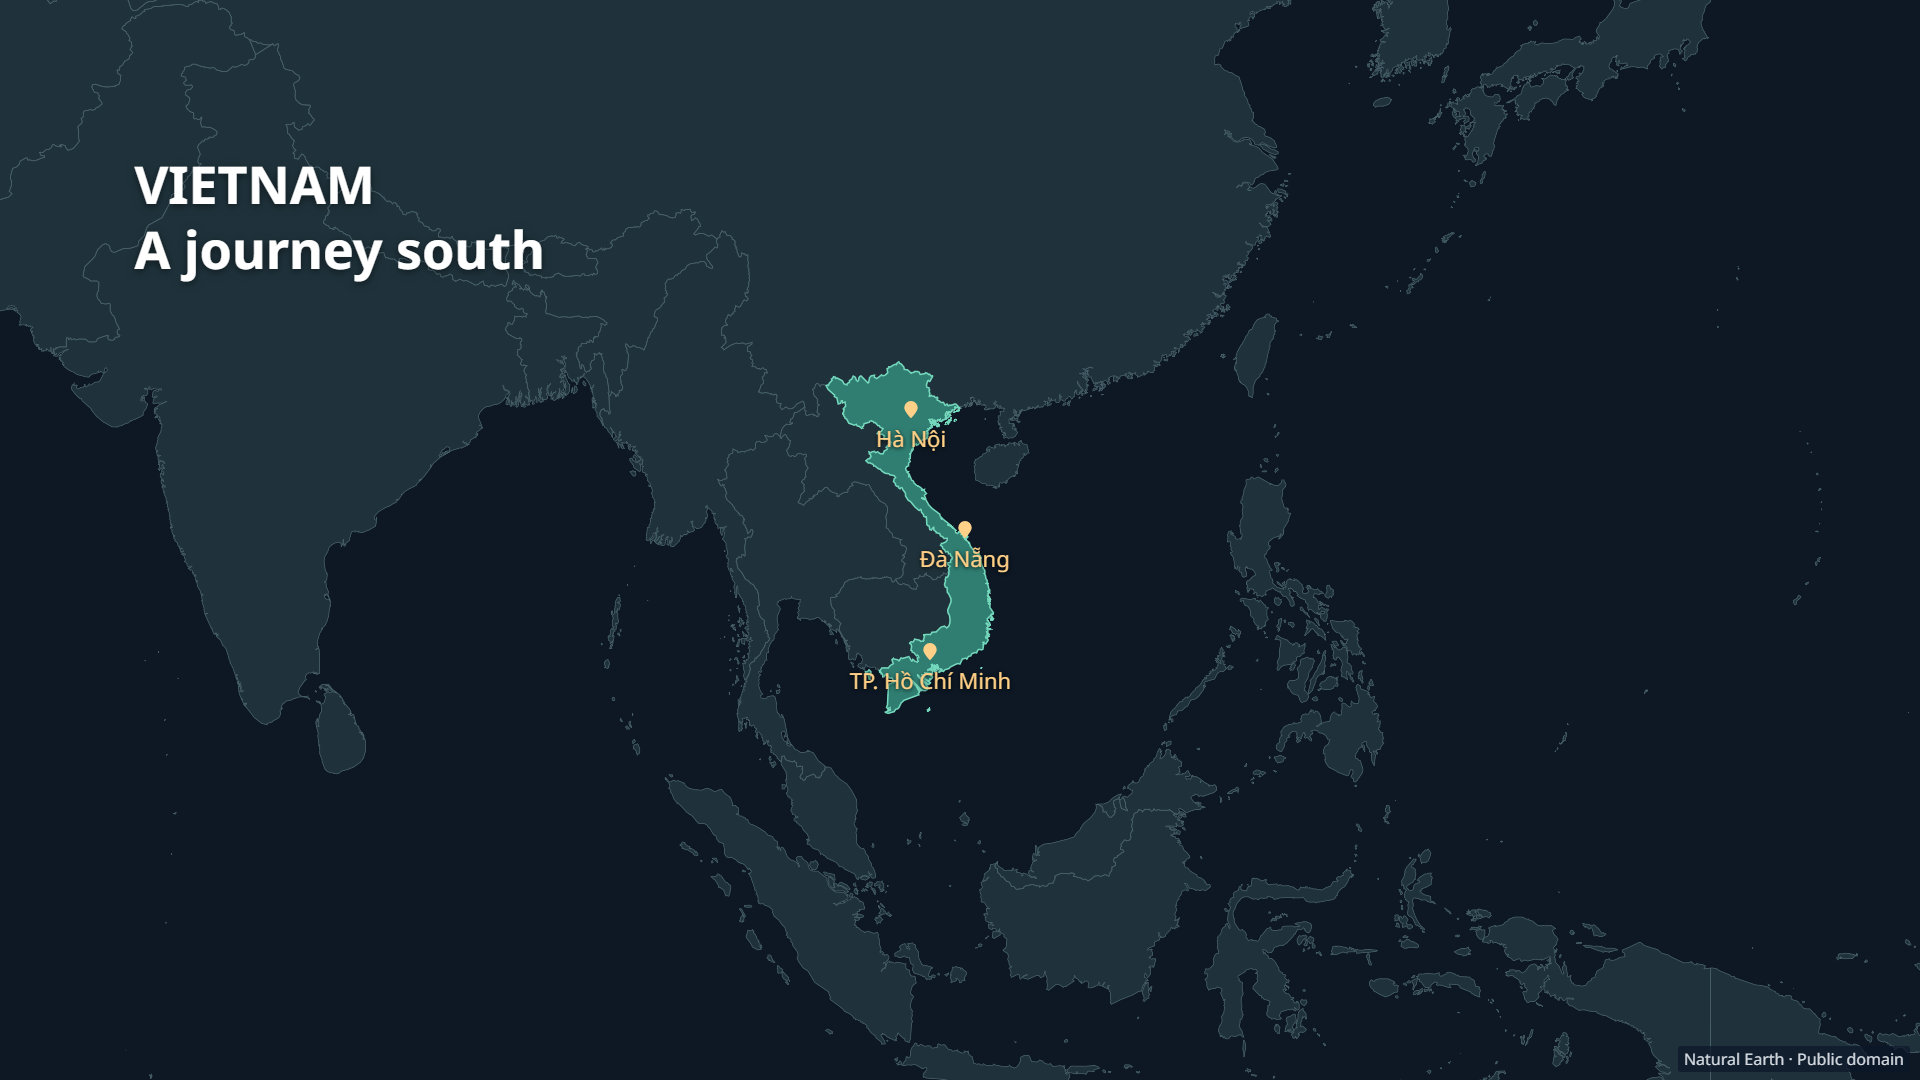 VIETNAM
A journey south
Hà Nội
Đà Nẵng
TP. Hồ Chí Minh
Natural Earth · Public domain